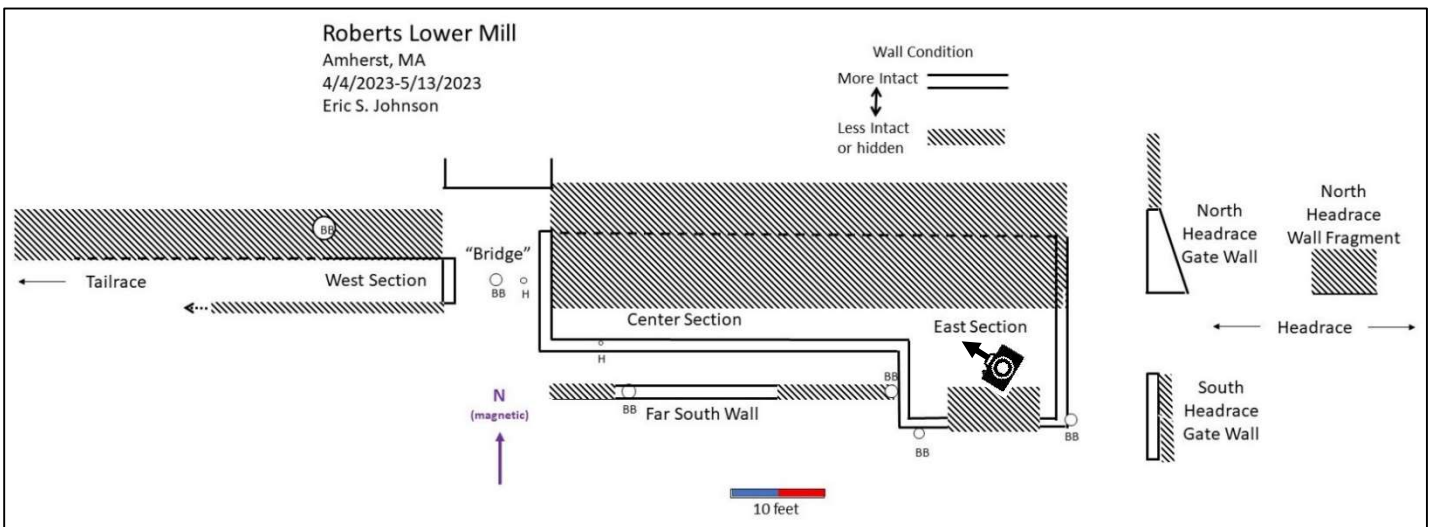 Roberts Lower Mill
Amherst, MA
4/4/2023-5/13/2023
Eric S. Johnson
Wall Condition
More Intact
Less Intact
or hidden
BB
Tailrace
West Section
"Bridge"
BB
H
Center Section
H
East Section
BB
BB
Far South Wall
BB
BB
N
(magnetic)
10 feet
North
Headrace
Gate Wall
North
Headrace
Wall Fragment
Headrace
South
Headrace
Gate Wall